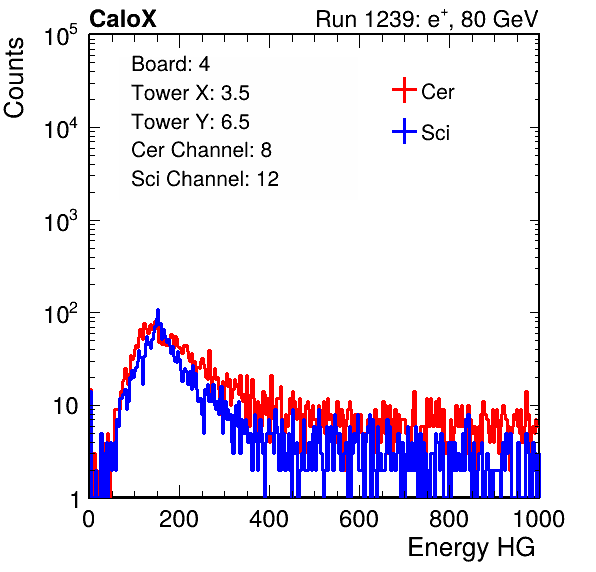 CaloX Run 1239: e⁺, 80 GeV
Counts
Board: 4
Tower X: 3.5
Tower Y: 6.5
Cer Channel: 8
Sci Channel: 12
Cer
Sci
10⁵
10⁴
10³
10²
10
1
0 200 400 600 800 1000
Energy HG